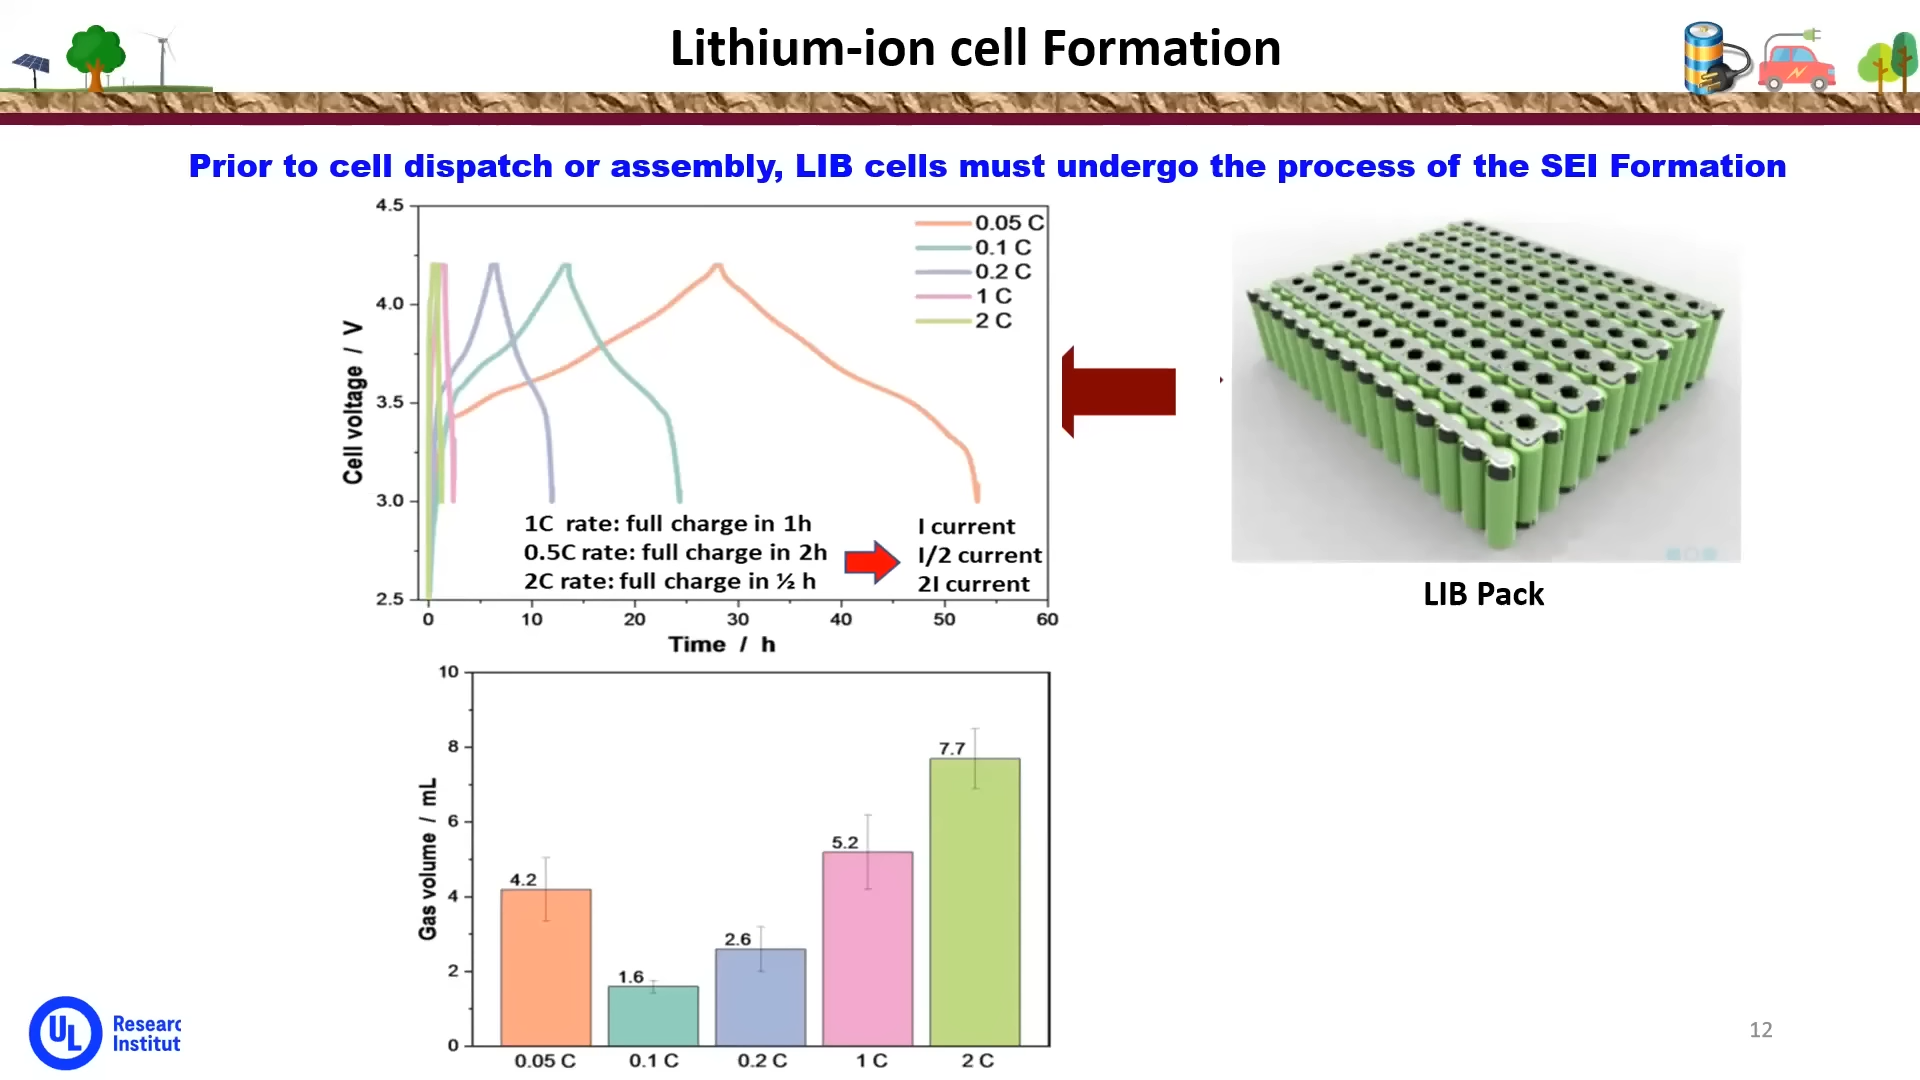 Lithium-ion cell Formation
Prior to cell dispatch or assembly, LIB cells must undergo the process of the SEI Formation
4.5
4.0
3.5
3.0
2.5
Cell voltage / V
0.05 C
0.1 C
0.2 C
1 C
2 C
1C rate: full charge in 1h
0.5C rate: full charge in 2h
2C rate: full charge in ½ h
I current
I/2 current
2I current
0 10 20 30 40 50 60
Time / h
LIB Pack
10
8
6
4
2
0
Gas volume / mL
4.2
1.6
2.6
5.2
7.7
0.05 C 0.1 C 0.2 C 1 C 2 C
UL
Researc
Institut
12